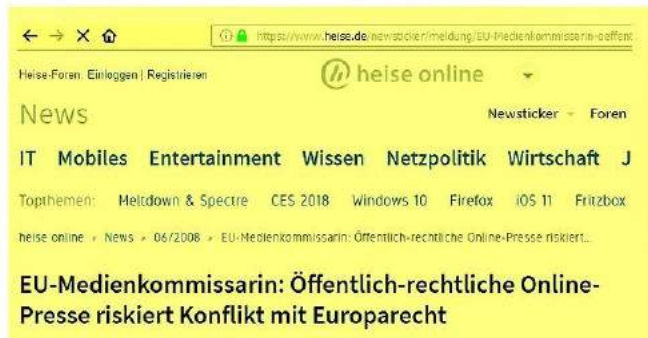 https://www.heise.de/newsticker/meldung/EU-Medienkommissarin-oeffent
Heise-Foren: Einloggen | Registrieren
h heise online
News
Newsticker Foren
IT Mobiles Entertainment Wissen Netzpolitik Wirtschaft J
Topthemen: Meltdown & Spectre CES 2018 Windows 10 Firefox iOS 11 Fritzbox
heise online › News › 06/2008 › EU-Medienkommissarin: Öffentlich-rechtliche Online-Presse riskiert...
EU-Medienkommissarin: Öffentlich-rechtliche Online-
Presse riskiert Konflikt mit Europarecht